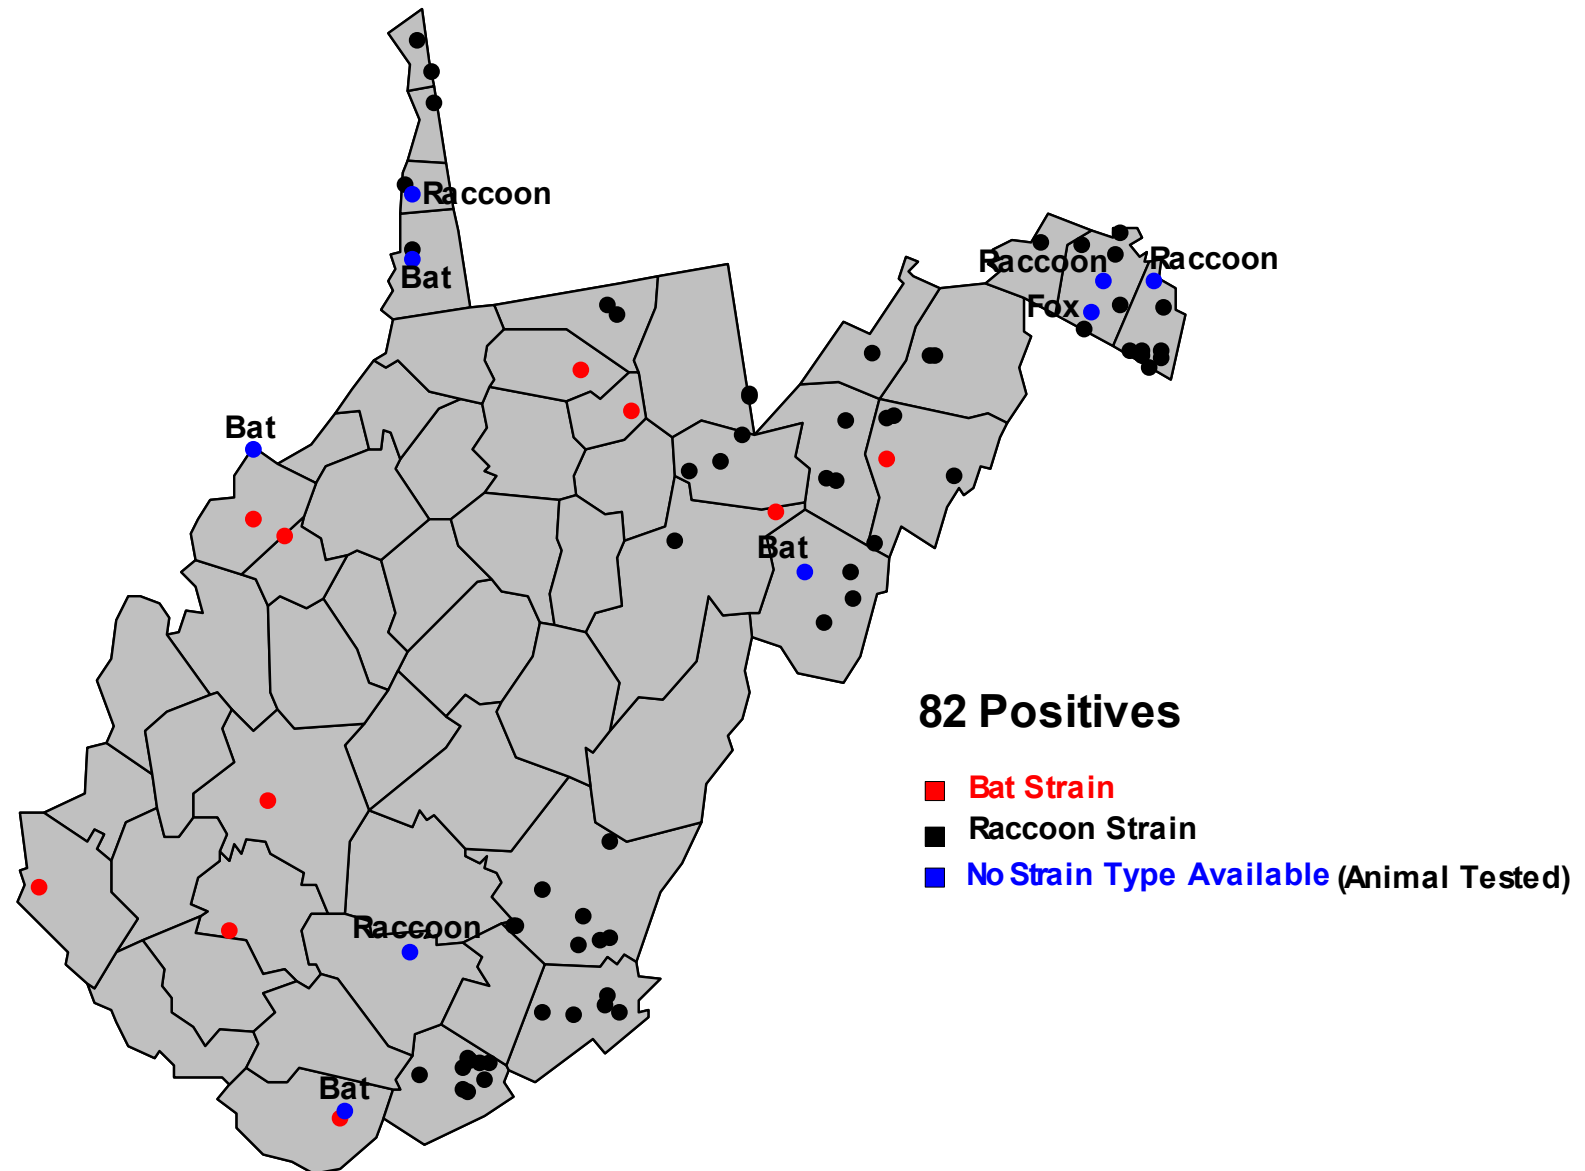 Raccoon
Bat
Raccoon
Raccoon
Fox
Bat
Bat
82 Positives
Bat Strain
Raccoon Strain
No Strain Type Available (Animal Tested)
Raccoon
Bat